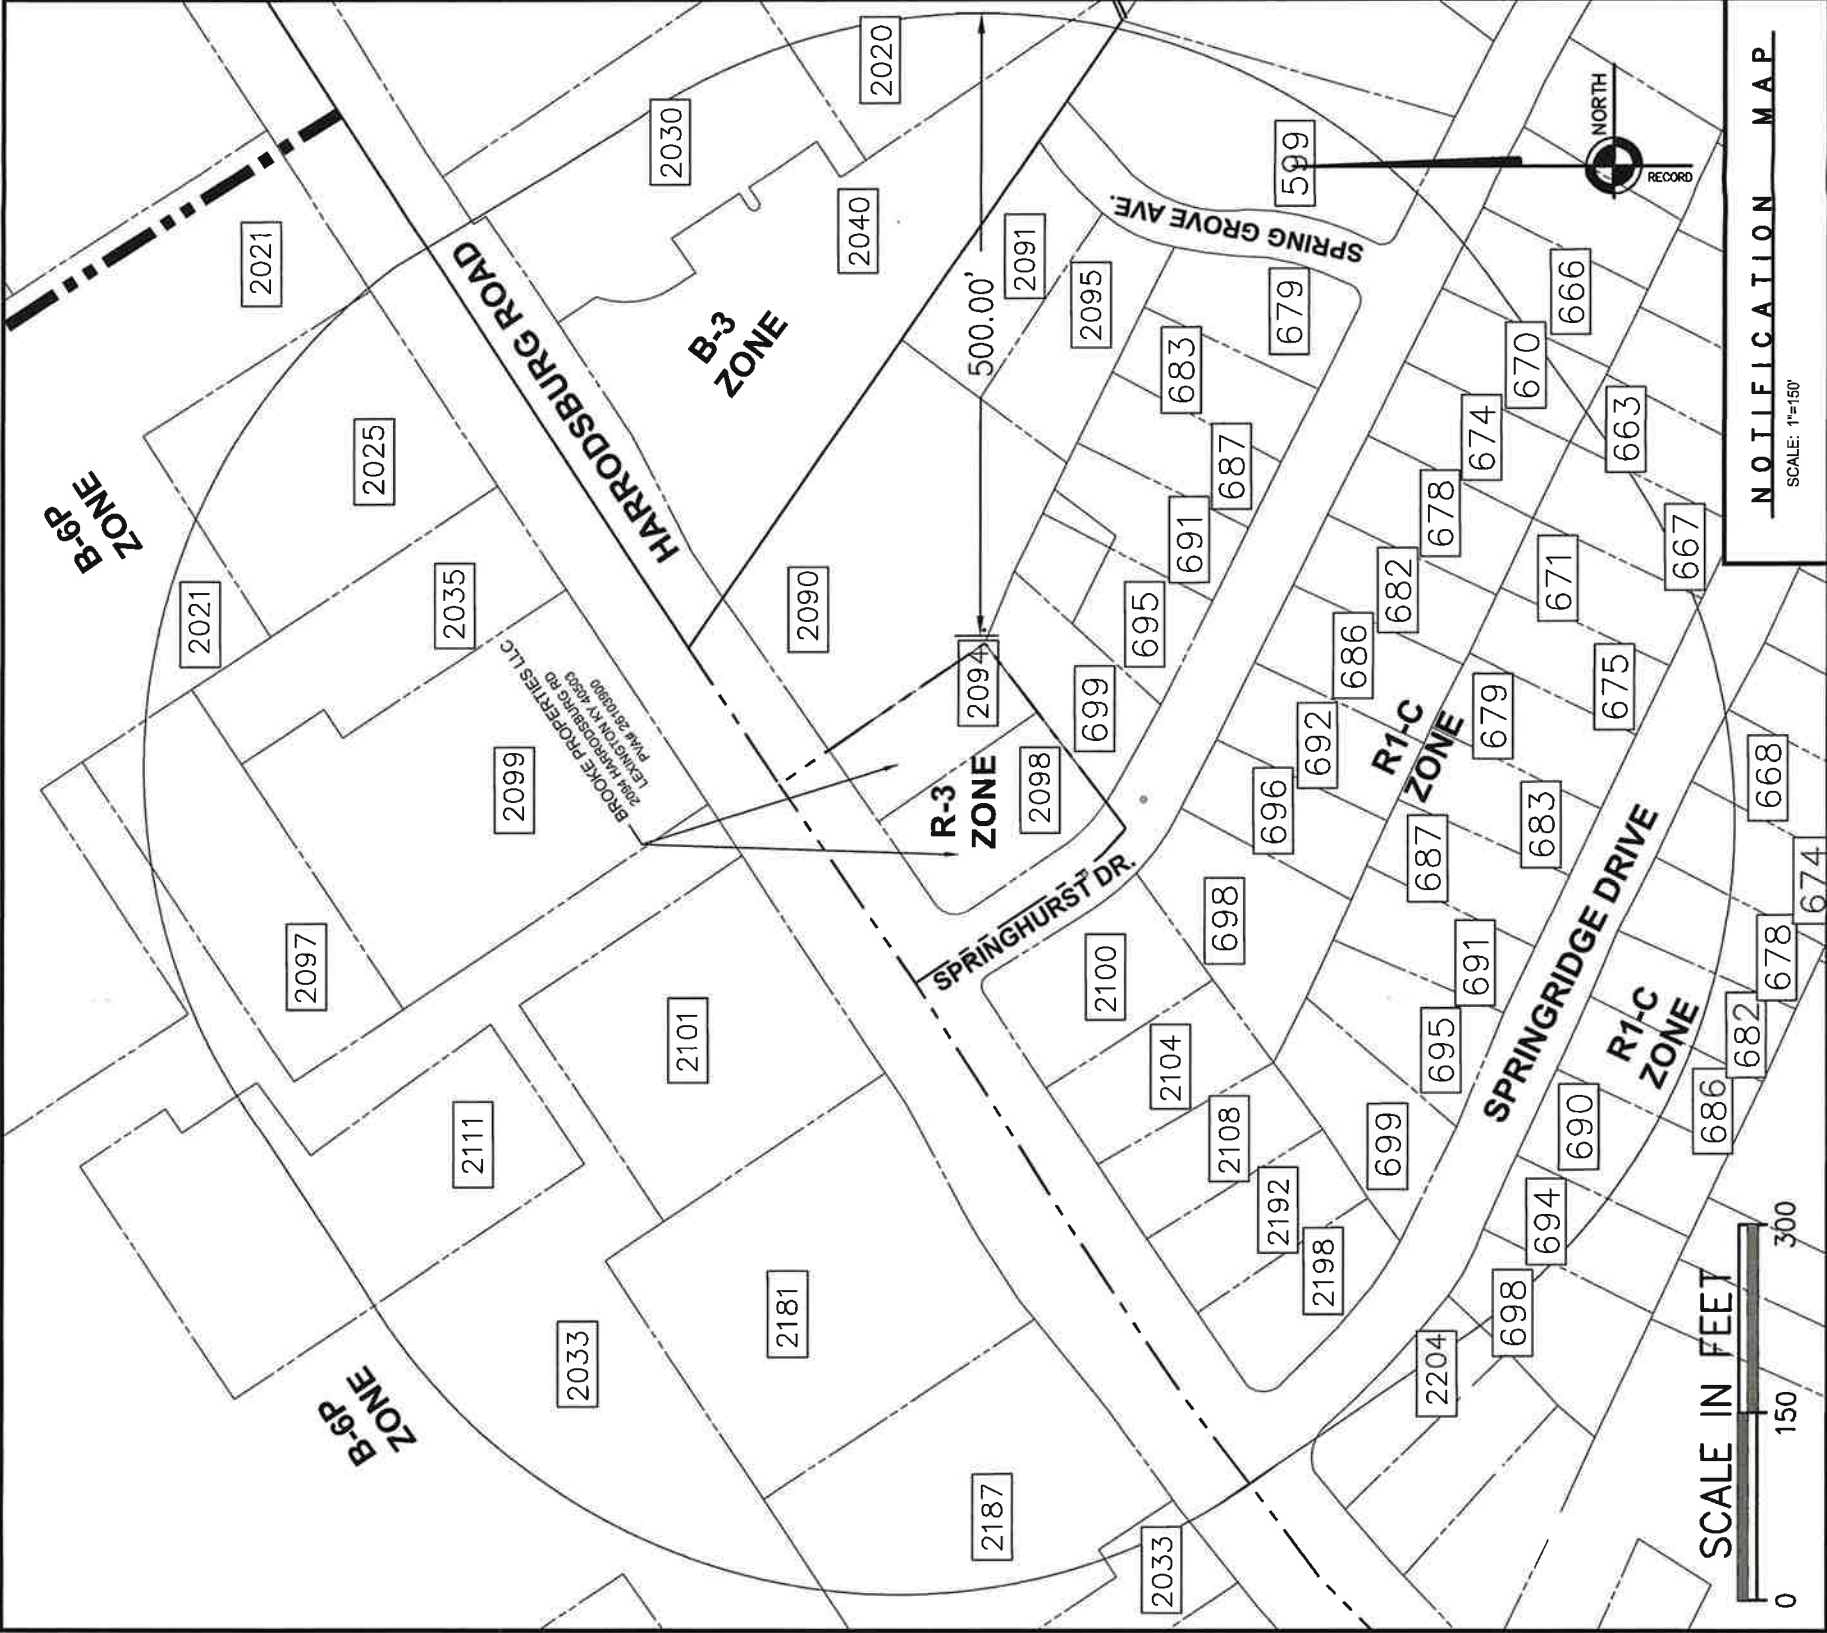 B-6P
ZONE
2021
2030
2020
2025
HARRODSBURG ROAD
B-3
ZONE
2040
500.00'
2091
2095
SPRING GROVE AVE.
599
NORTH
RECORD
2021
2035
2090
683
679
687
691
695
699
2094
BROOKE PROPERTIES LLC
2094 HARRODSBURG RD
LEXINGTON KY 40503
PVA# 26103900
2099
R-3
ZONE
2098
2097
2101
2111
SPRINGHURST DR.
2100
2104
2108
2192
2198
698
696
692
686
682
678
674
670
666
663
667
671
675
679
683
687
691
695
699
R1-C
ZONE
SPRINGRIDGE DRIVE
R1-C
ZONE
668
674
678
682
686
690
694
698
2204
B-6P
ZONE
2033
2181
2187
2033
SCALE IN FEET
0 150 300
NOTIFICATION MAP
SCALE: 1"=150'